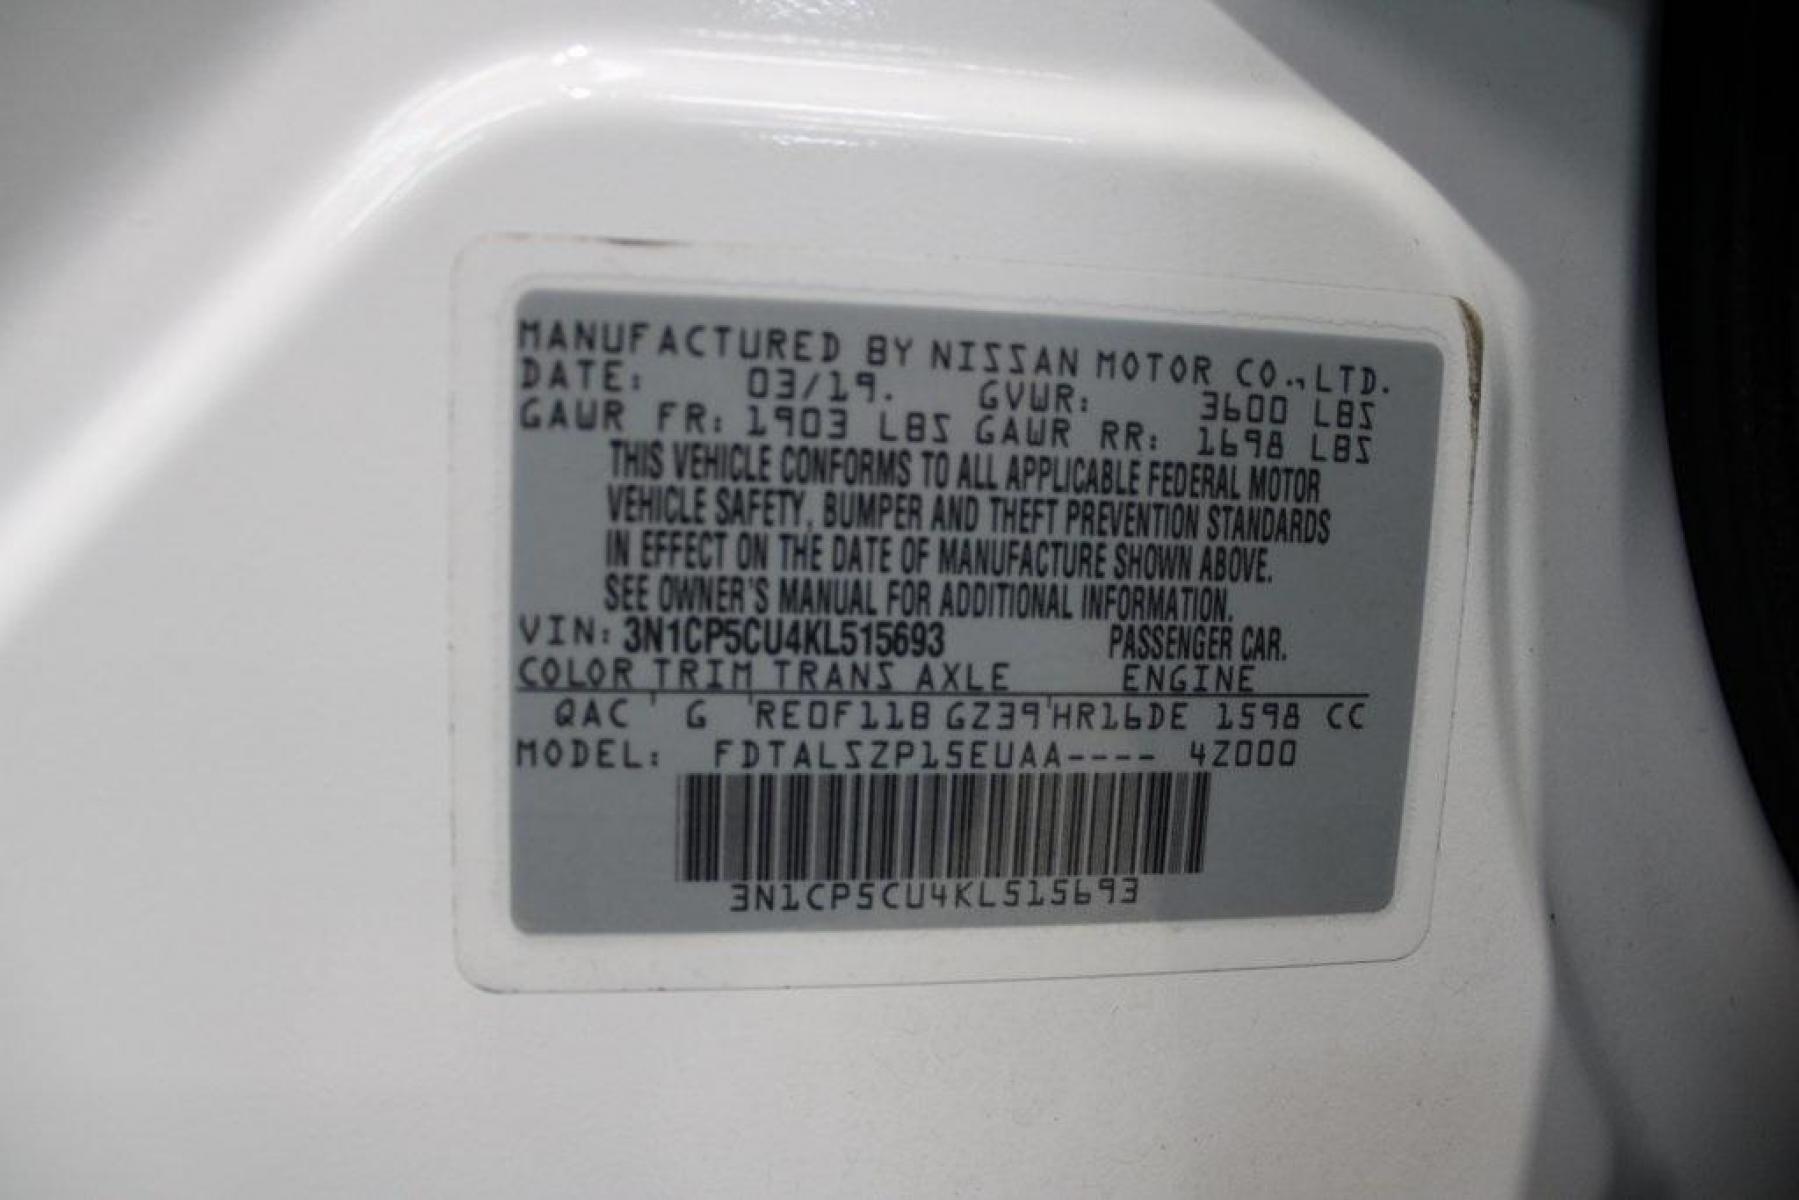 MANUFACTURED BY NISSAN MOTOR CO., LTD.
DATE: 03/19. GVWR: 3600 LBS
GAWR FR: 1903 LBS GAWR RR: 1698 LBS
THIS VEHICLE CONFORMS TO ALL APPLICABLE FEDERAL MOTOR
VEHICLE SAFETY, BUMPER AND THEFT PREVENTION STANDARDS
IN EFFECT ON THE DATE OF MANUFACTURE SHOWN ABOVE.
SEE OWNER'S MANUAL FOR ADDITIONAL INFORMATION.
VIN: 3N1CP5CU4KL515693 PASSENGER CAR.
COLOR TRIM TRANS AXLE ENGINE
QAC G RE0F11B GZ39 HR16DE 1598 CC
MODEL: FDTALSZP15EUAA---- 4Z000
3N1CP5CU4KL515693